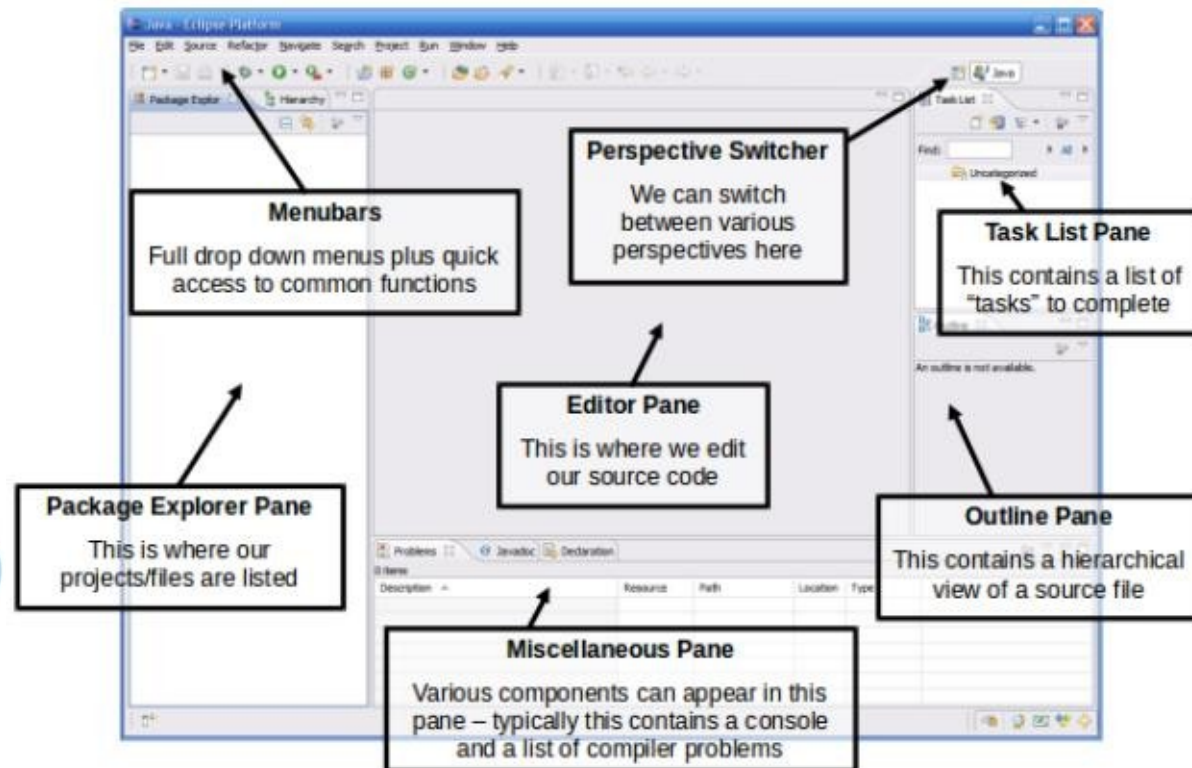 Java - Eclipse Platform
File Edit Source Refactor Navigate Search Project Run Window Help
Java
Package Explor
Hierarchy
Task List
Find:
All
Uncategorized
Perspective Switcher
We can switch
between various
perspectives here
Menubars
Full drop down menus plus quick
access to common functions
Task List Pane
This contains a list of
“tasks” to complete
An outline is not available.
Editor Pane
This is where we edit
our source code
Package Explorer Pane
This is where our
projects/files are listed
Outline Pane
This contains a hierarchical
view of a source file
Problems
Javadoc
Declaration
0 items
Description Resource Path Location Type
Miscellaneous Pane
Various components can appear in this
pane – typically this contains a console
and a list of compiler problems